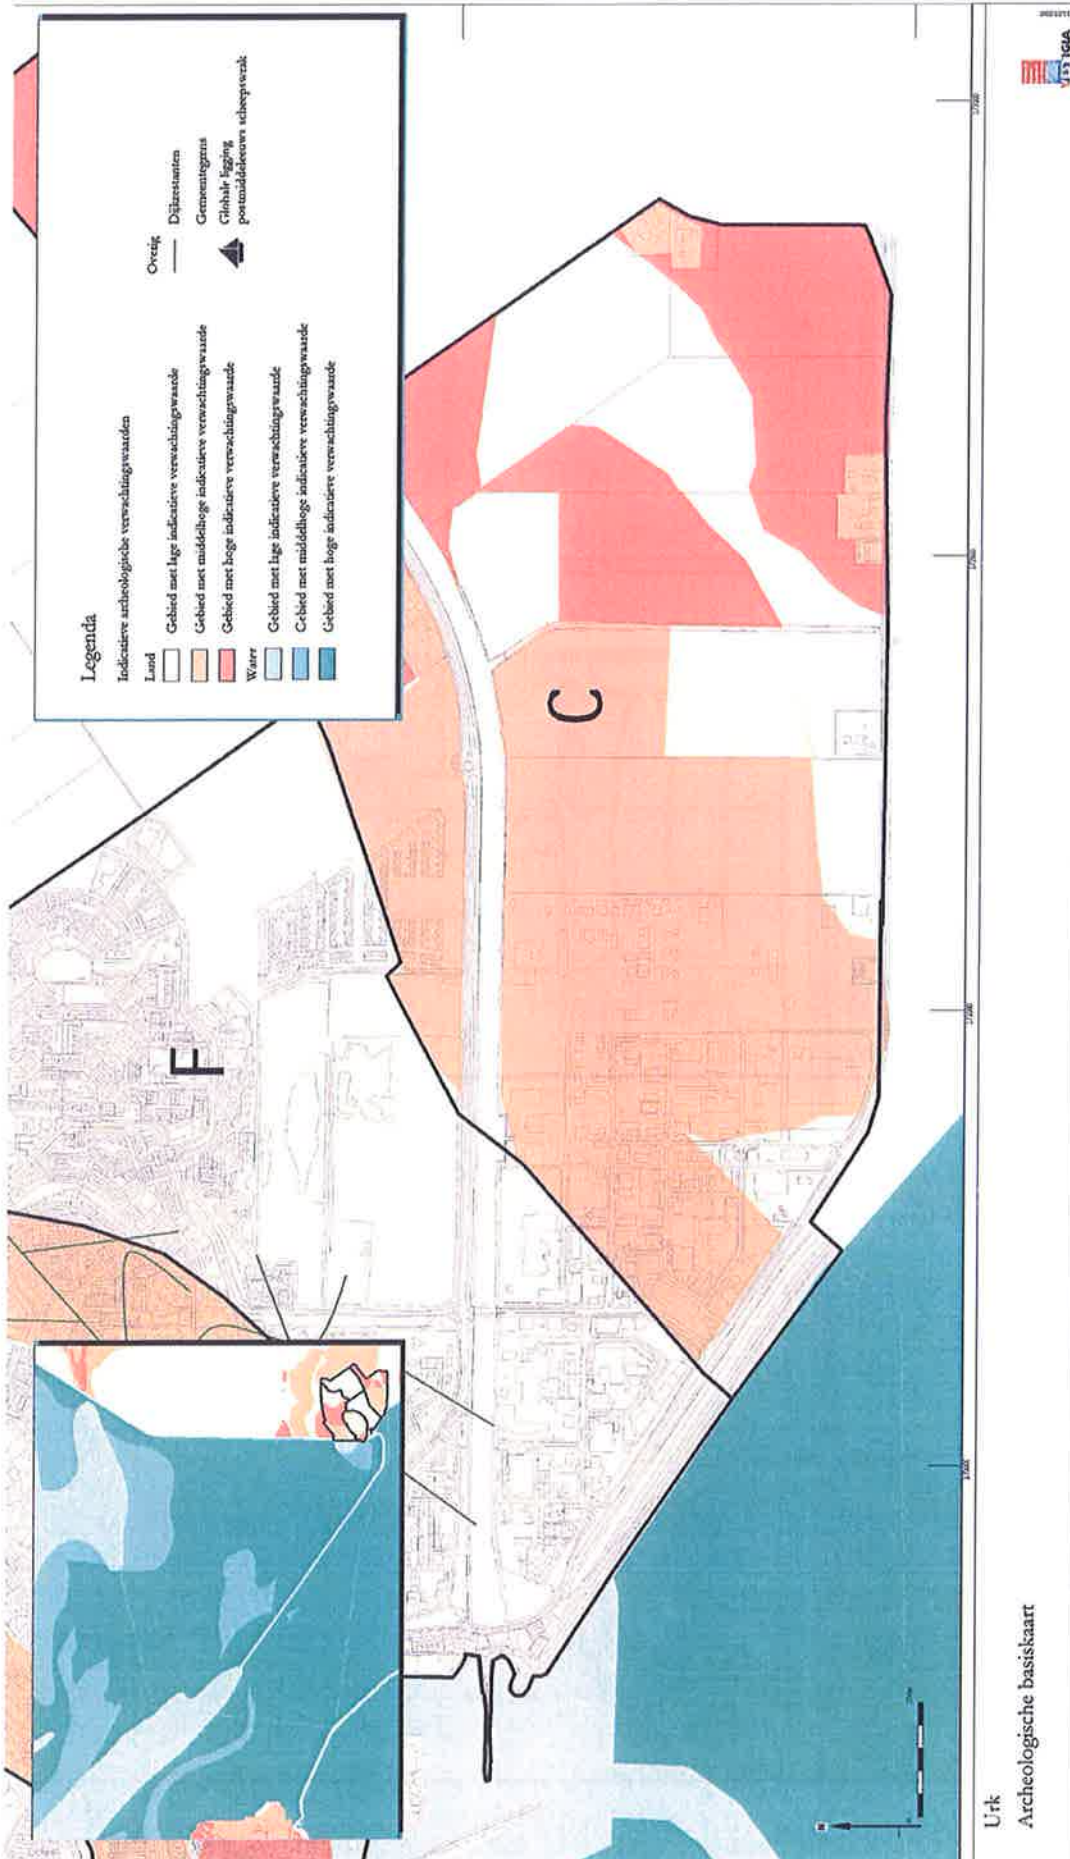 Legenda
Indicatieve archeologische verwachtingswaarden
Land
Gebied met lage indicatieve verwachtingswaarde
Gebied met middelhoge indicatieve verwachtingswaarde
Gebied met hoge indicatieve verwachtingswaarde
Water
Gebied met lage indicatieve verwachtingswaarde
Gebied met middelhoge indicatieve verwachtingswaarde
Gebied met hoge indicatieve verwachtingswaarde
Overig
Dijkrestanten
Gemeentegrens
Globale ligging
postmiddeleeuws scheepswrak
F
C
Urk
Archeologische basiskaart